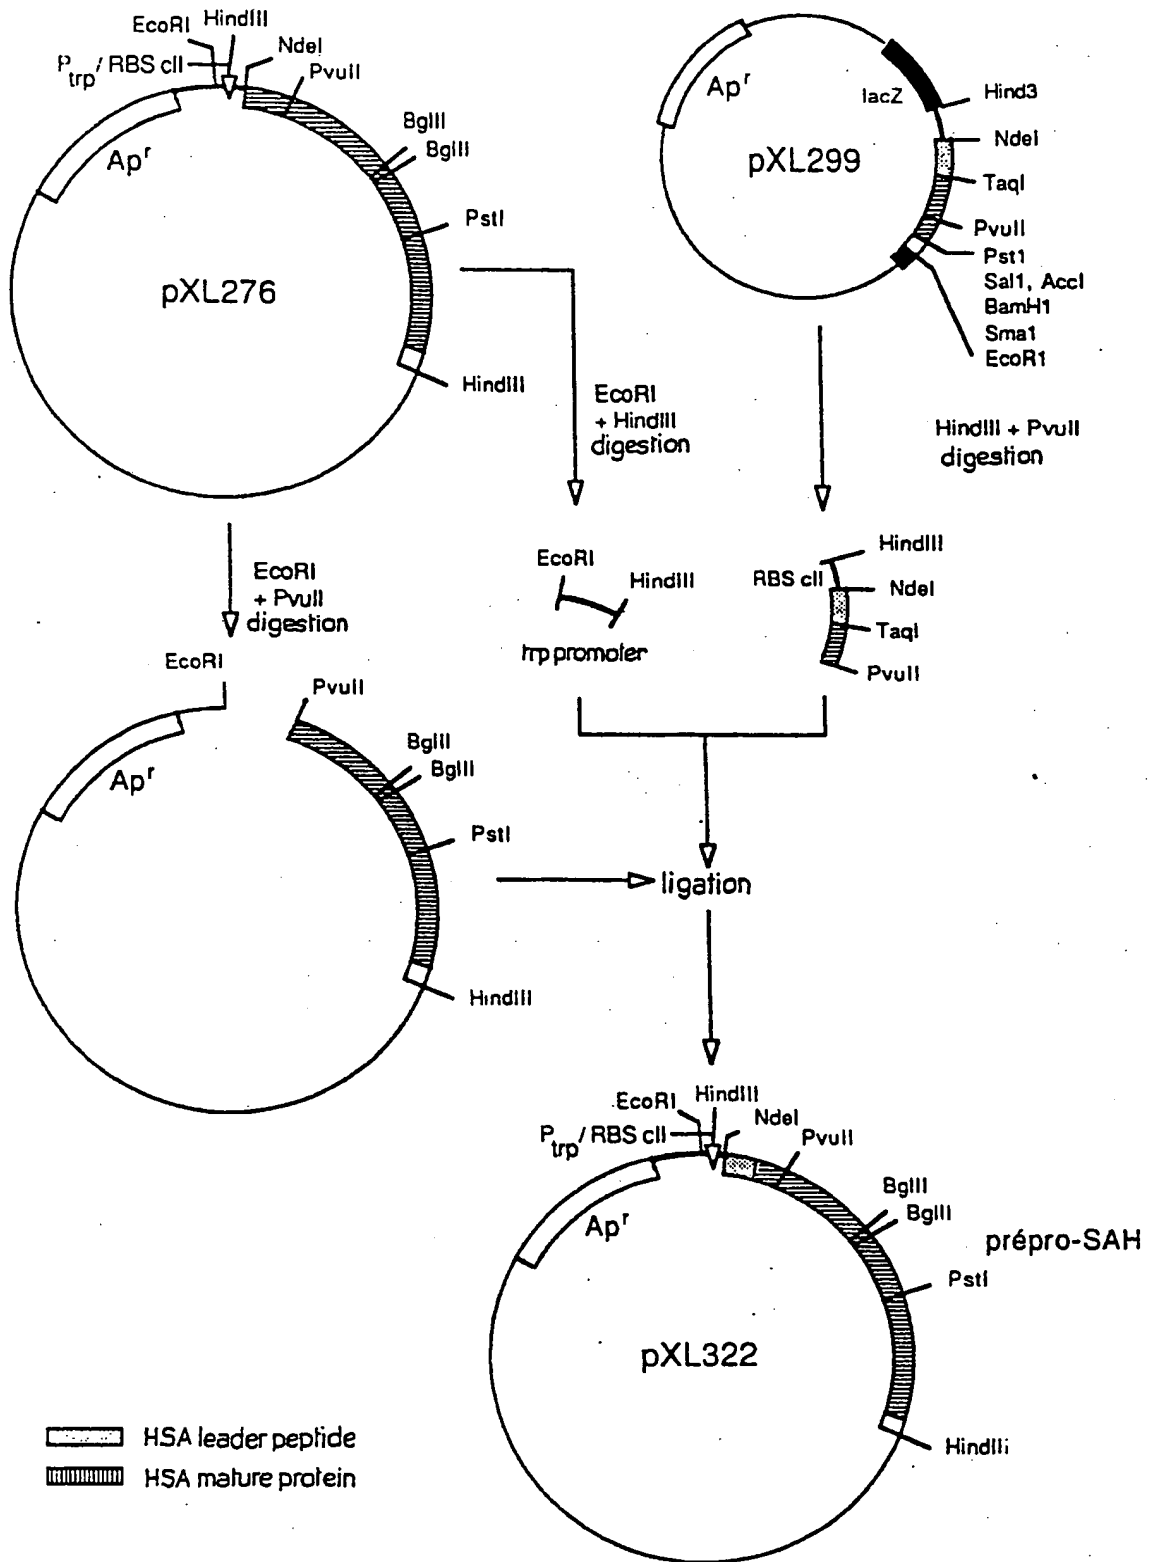 EcoRI
HindIII
NdeI
P trp / RBS cII
PvuII
BglII
BglII
PstI
Apʳ
pXL276
HindIII
Apʳ
lacZ
Hind3
NdeI
TaqI
PvuII
Pst1
Sal1, AccI
BamH1
Sma1
EcoR1
pXL299
EcoRI
+ HindIII
digestion
HindIII + PvuII
digestion
EcoRI
+ PvuII
digestion
EcoRI
HindIII
trp promoter
HindIII
RBS cII
NdeI
TaqI
PvuII
EcoRI
PvuII
BglII
BglII
Apʳ
PstI
HindIII
ligation
EcoRI
HindIII
NdeI
P trp / RBS cII
PvuII
BglII
BglII
Apʳ
prépro-SAH
PstI
pXL322
HindIIi
HSA leader peptide
HSA mature protein